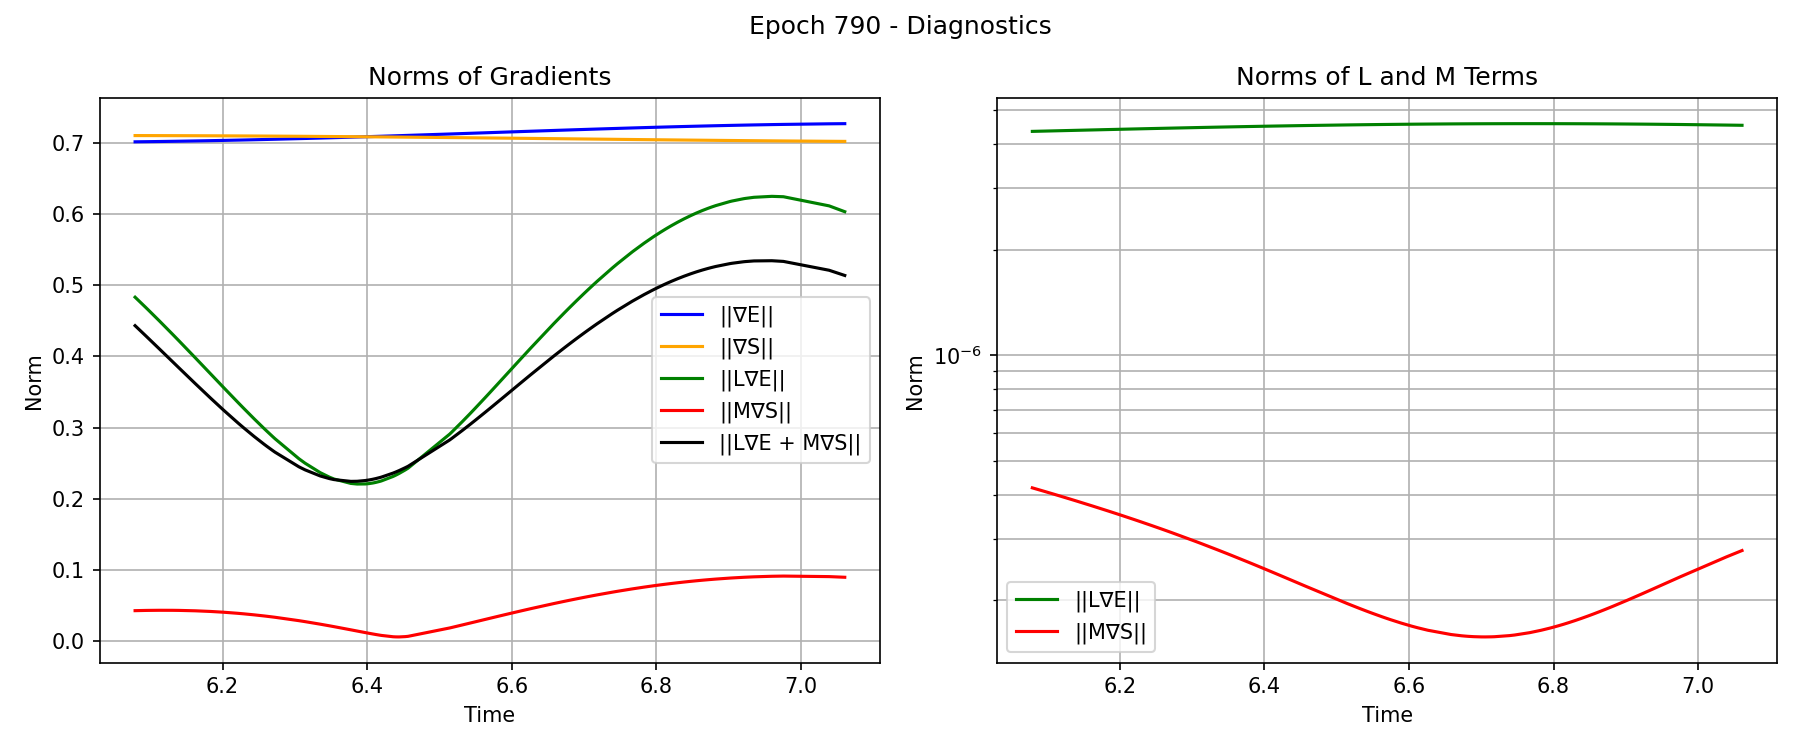 Epoch 790 - Diagnostics
Norms of Gradients
Norm
0.7
0.6
0.5
0.4
0.3
0.2
0.1
0.0
6.2
6.4
6.6
6.8
7.0
Time
||∇E||
||∇S||
||L∇E||
||M∇S||
||L∇E + M∇S||
Norms of L and M Terms
Norm
10⁻⁶
6.2
6.4
6.6
6.8
7.0
Time
||L∇E||
||M∇S||